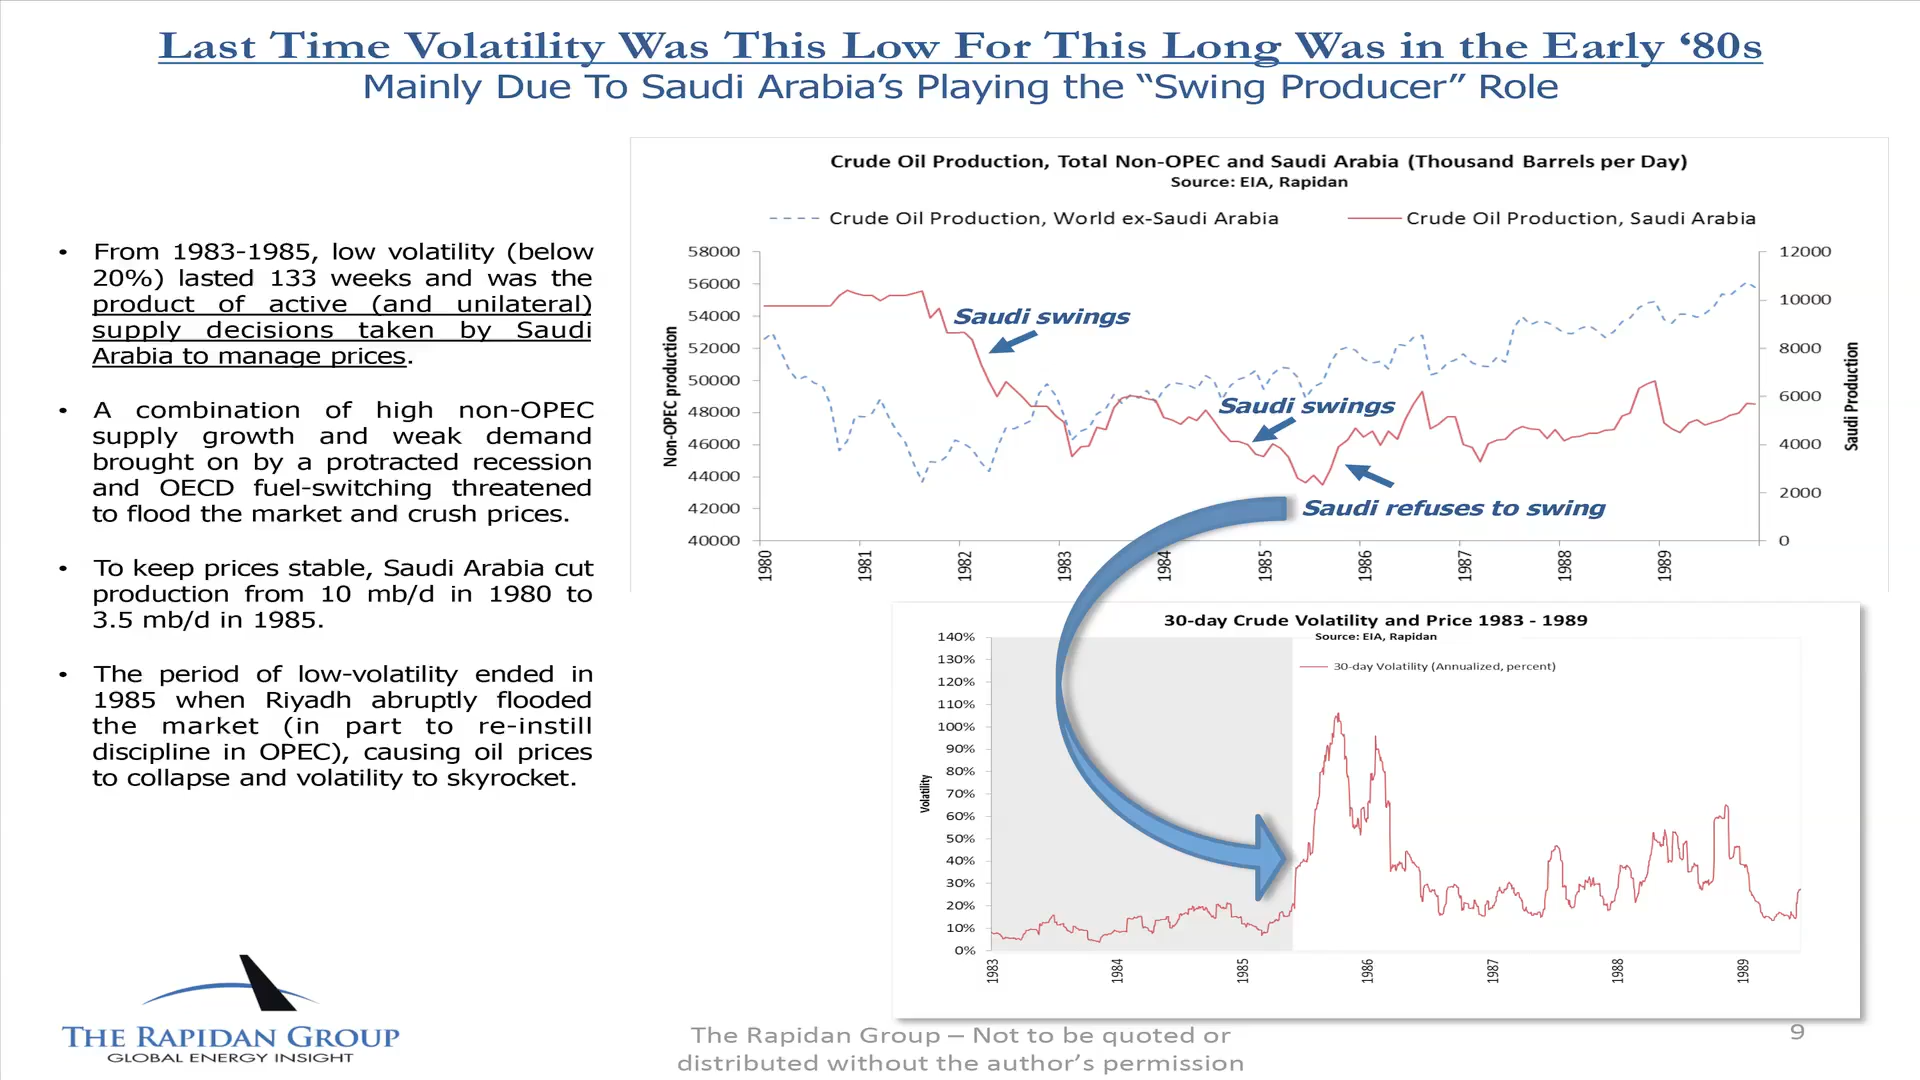 Last Time Volatility Was This Low For This Long Was in the Early ‘80s
Mainly Due To Saudi Arabia’s Playing the “Swing Producer” Role
• From 1983-1985, low volatility (below
20%) lasted 133 weeks and was the
product of active (and unilateral)
supply decisions taken by Saudi
Arabia to manage prices.
• A combination of high non-OPEC
supply growth and weak demand
brought on by a protracted recession
and OECD fuel-switching threatened
to flood the market and crush prices.
• To keep prices stable, Saudi Arabia cut
production from 10 mb/d in 1980 to
3.5 mb/d in 1985.
• The period of low-volatility ended in
1985 when Riyadh abruptly flooded
the market (in part to re-instill
discipline in OPEC), causing oil prices
to collapse and volatility to skyrocket.
Crude Oil Production, Total Non-OPEC and Saudi Arabia (Thousand Barrels per Day)
Source: EIA, Rapidan
Crude Oil Production, World ex-Saudi Arabia
Crude Oil Production, Saudi Arabia
Non-OPEC production
58000
56000
54000
52000
50000
48000
46000
44000
42000
40000
Saudi swings
Saudi swings
Saudi refuses to swing
12000
10000
8000
6000
4000
2000
0
Saudi Production
1980
1981
1982
1983
1984
1985
1986
1987
1988
1989
30-day Crude Volatility and Price 1983 - 1989
Source: EIA, Rapidan
30-day Volatility (Annualized, percent)
Volatility
140%
130%
120%
110%
100%
90%
80%
70%
60%
50%
40%
30%
20%
10%
0%
1983
1984
1985
1986
1987
1988
1989
THE RAPIDAN GROUP
GLOBAL ENERGY INSIGHT
The Rapidan Group – Not to be quoted or
distributed without the author’s permission
9